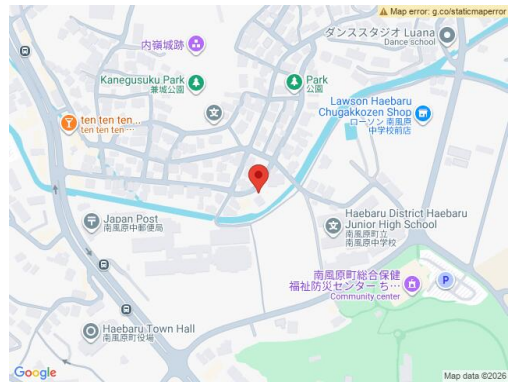 Map error: g.co/staticmaperror
ダンススタジオ Luana
Dance school
内嶺城跡
Kanegusuku Park
兼城公園
Park
公園
Lawson Haebaru
Chugakkozen Shop
ローソン 南風原
中学校前店
ten ten ten...
ten ten ten…
Japan Post
南風原中郵便局
Haebaru District Haebaru
Junior High School
南風原町立
南風原中学校
南風原町総合保健
福祉防災センター ち…
Community center
P
Haebaru Town Hall
南風原町役場
Google
Map data ©2026